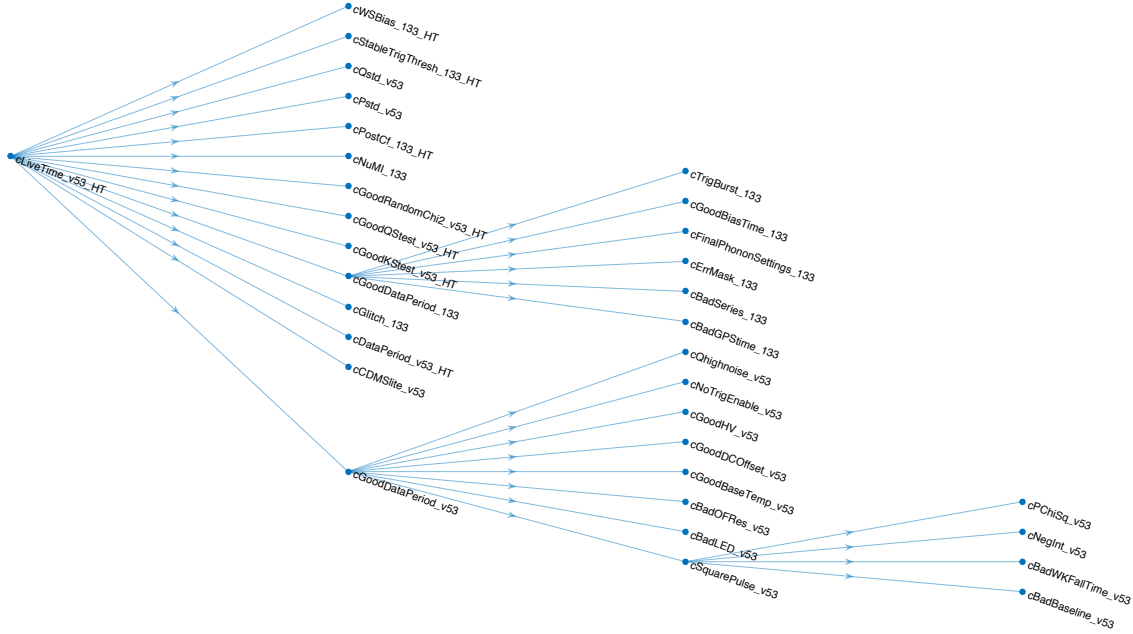 cLiveTime_v53_HT
cWSBias_133_HT
cStableTrigThresh_133_HT
cQstd_v53
cPstd_v53
cPostCf_133_HT
cNuMI_133
cGoodRandomChi2_v53_HT
cGoodQStest_v53_HT
cGoodKStest_v53_HT
cGoodDataPeriod_133
cGlitch_133
cDataPeriod_v53_HT
cCDMSlite_v53
cGoodDataPeriod_v53
cTrigBurst_133
cGoodBiasTime_133
cFinalPhononSettings_133
cErrMask_133
cBadSeries_133
cBadGPStime_133
cQhighnoise_v53
cNoTrigEnable_v53
cGoodHV_v53
cGoodDCOffset_v53
cGoodBaseTemp_v53
cBadOFRes_v53
cBadLED_v53
cSquarePulse_v53
cPChiSq_v53
cNegInt_v53
cBadWKFallTime_v53
cBadBaseline_v53